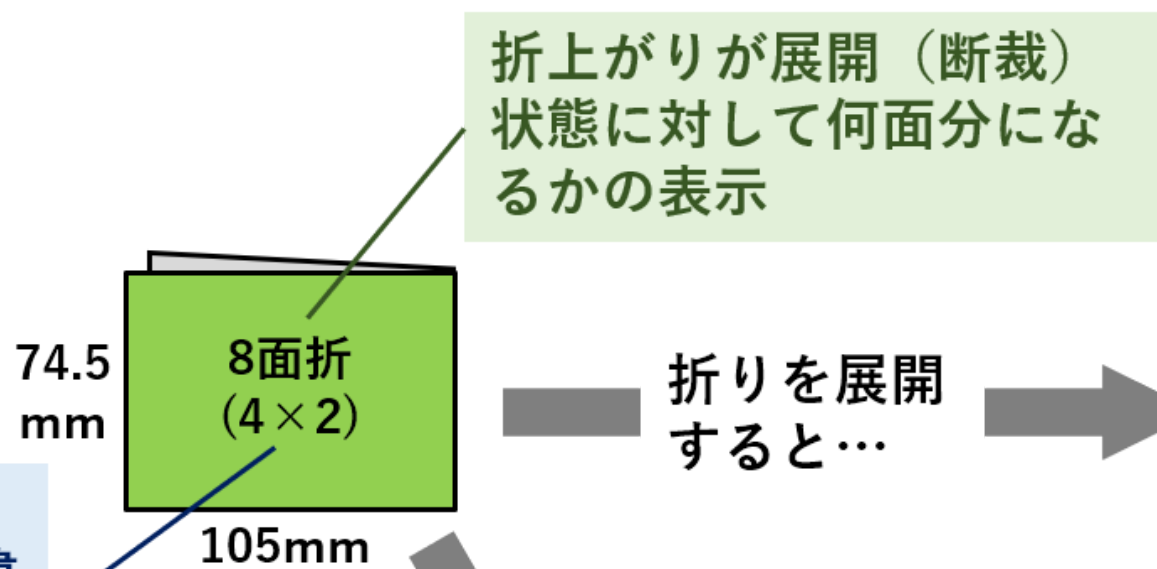 折上がりが展開（断裁）
状態に対して何面分にな
るかの表示
74.5
mm
8面折
(4×2)
105mm
折りを展開
すると…